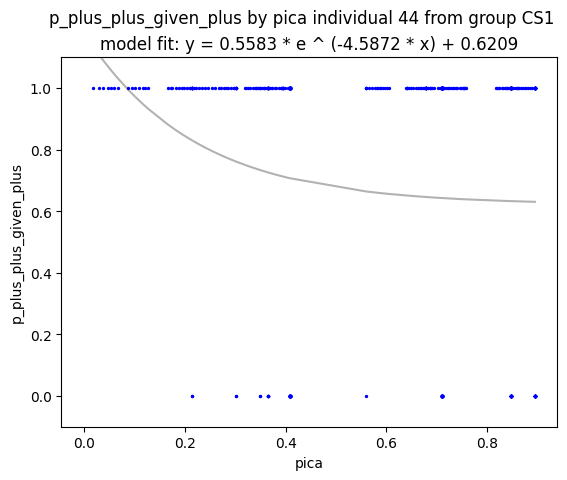 p_plus_plus_given_plus by pica individual 44 from group CS1
model fit: y = 0.5583 * e ^ (-4.5872 * x) + 0.6209
1.0
0.8
0.6
0.4
0.2
0.0
p_plus_plus_given_plus
0.0 0.2 0.4 0.6 0.8
pica